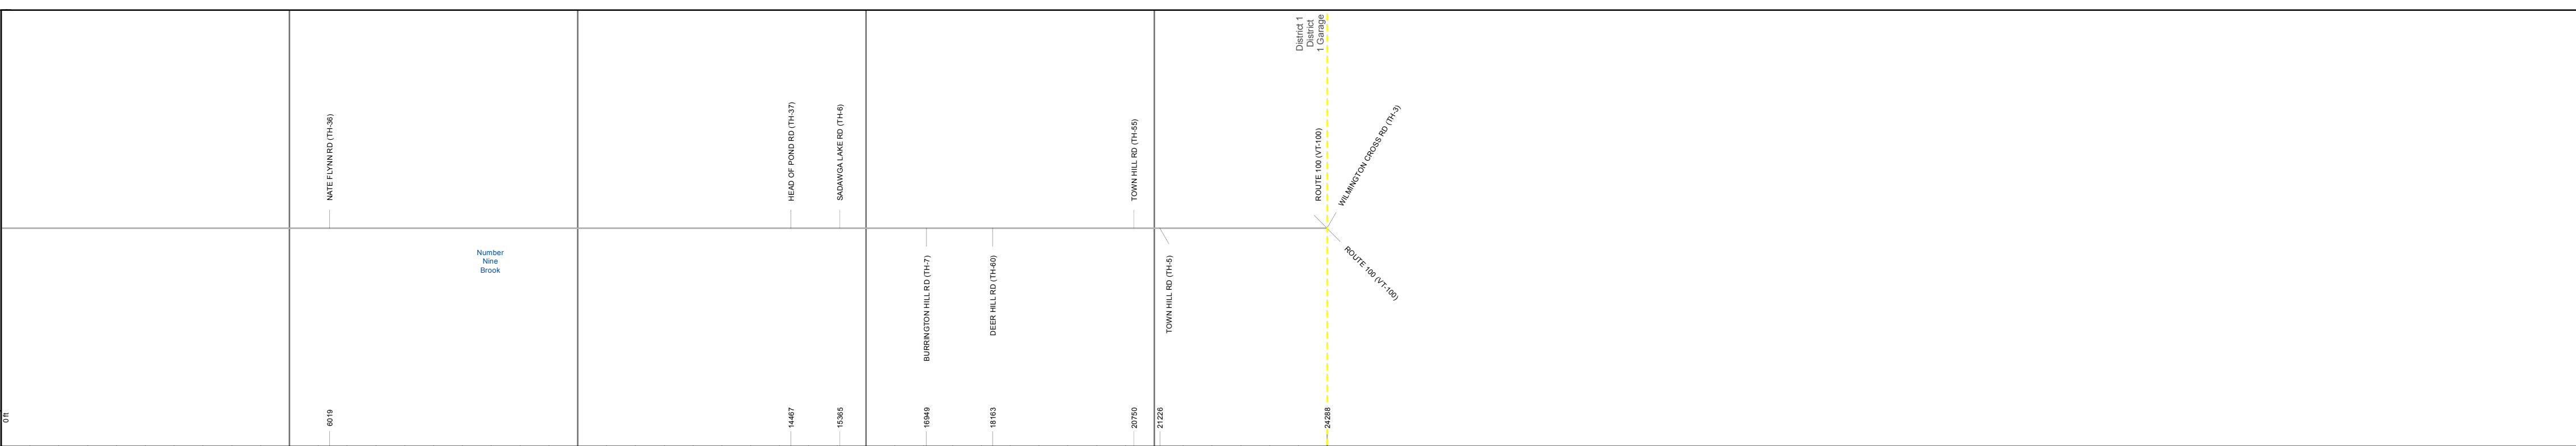 District 1
District
1 Garage
NATE FLYNN RD (TH-36)
HEAD OF POND RD (TH-37)
SADAWGA LAKE RD (TH-6)
TOWN HILL RD (TH-55)
ROUTE 100 (VT-100)
WILMINGTON CROSS RD (TH-3)
Number
Nine
Brook
BURRINGTON HILL RD (TH-7)
DEER HILL RD (TH-60)
TOWN HILL RD (TH-5)
ROUTE 100 (VT-100)
0 ft
6019
14467
15365
16949
18163
20750
21226
24288